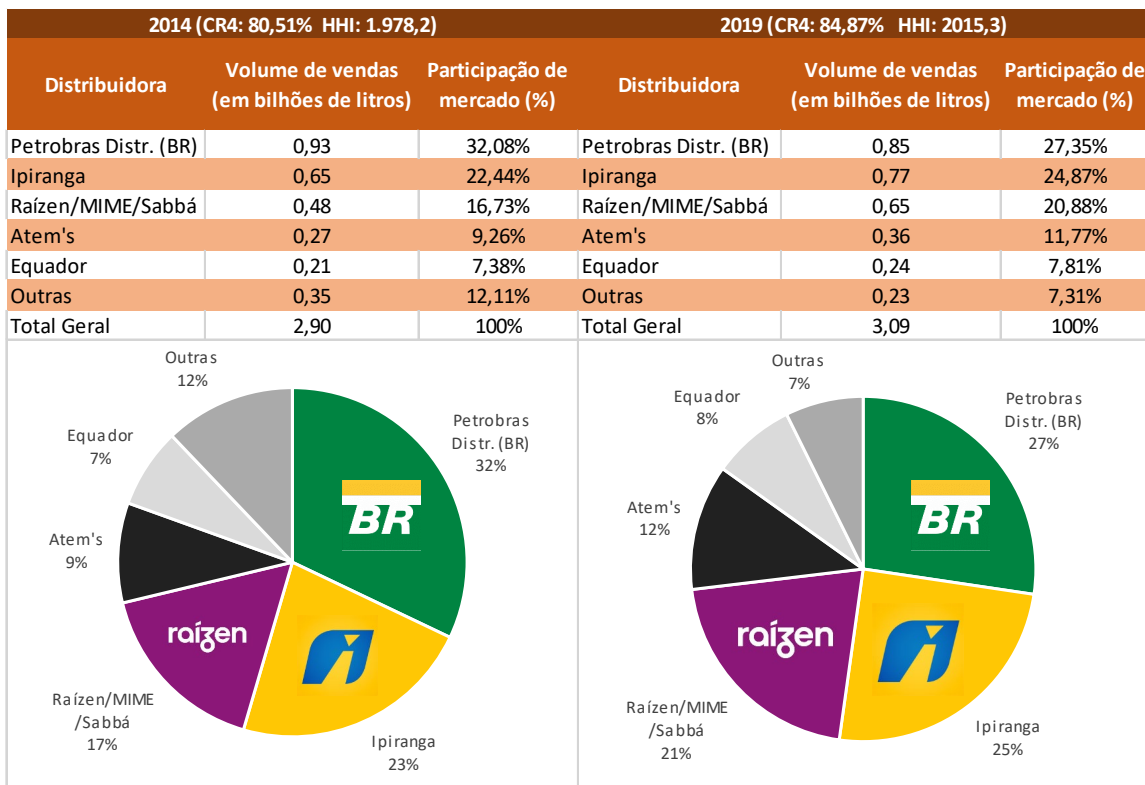 2014 (CR4: 80,51% HHI: 1.978,2) 2019 (CR4: 84,87% HHI: 2015,3)
Distribuidora Volume de vendas (em bilhões de litros) Participação de mercado (%) Distribuidora Volume de vendas (em bilhões de litros) Participação de mercado (%)
Petrobras Distr. (BR) 0,93 32,08% Petrobras Distr. (BR) 0,85 27,35%
Ipiranga 0,65 22,44% Ipiranga 0,77 24,87%
Raízen/MIME/Sabbá 0,48 16,73% Raízen/MIME/Sabbá 0,65 20,88%
Atem's 0,27 9,26% Atem's 0,36 11,77%
Equador 0,21 7,38% Equador 0,24 7,81%
Outras 0,35 12,11% Outras 0,23 7,31%
Total Geral 2,90 100% Total Geral 3,09 100%
Outras
12%
Equador
7%
Petrobras
Distr. (BR)
32%
BR
Atem's
9%
raízen
Raízen/MIME
/Sabbá
17%
Ipiranga
23%
Outras
7%
Equador
8%
Petrobras
Distr. (BR)
27%
BR
Atem's
12%
raízen
Raízen/MIME
/Sabbá
21%
Ipiranga
25%